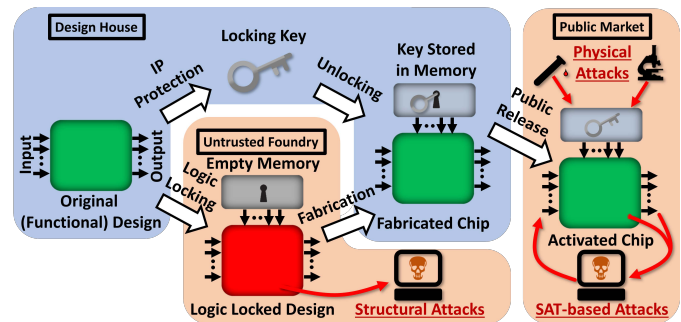 Design House
Locking Key
IP
Protection
Unlocking
Key Stored
in Memory
Public
Release
Public Market
Physical
Attacks
Input
Output
Original
(Functional) Design
Logic
Locking
Untrusted Foundry
Empty Memory
Fabrication
Fabricated Chip
Logic Locked Design
Structural Attacks
Activated Chip
SAT-based Attacks